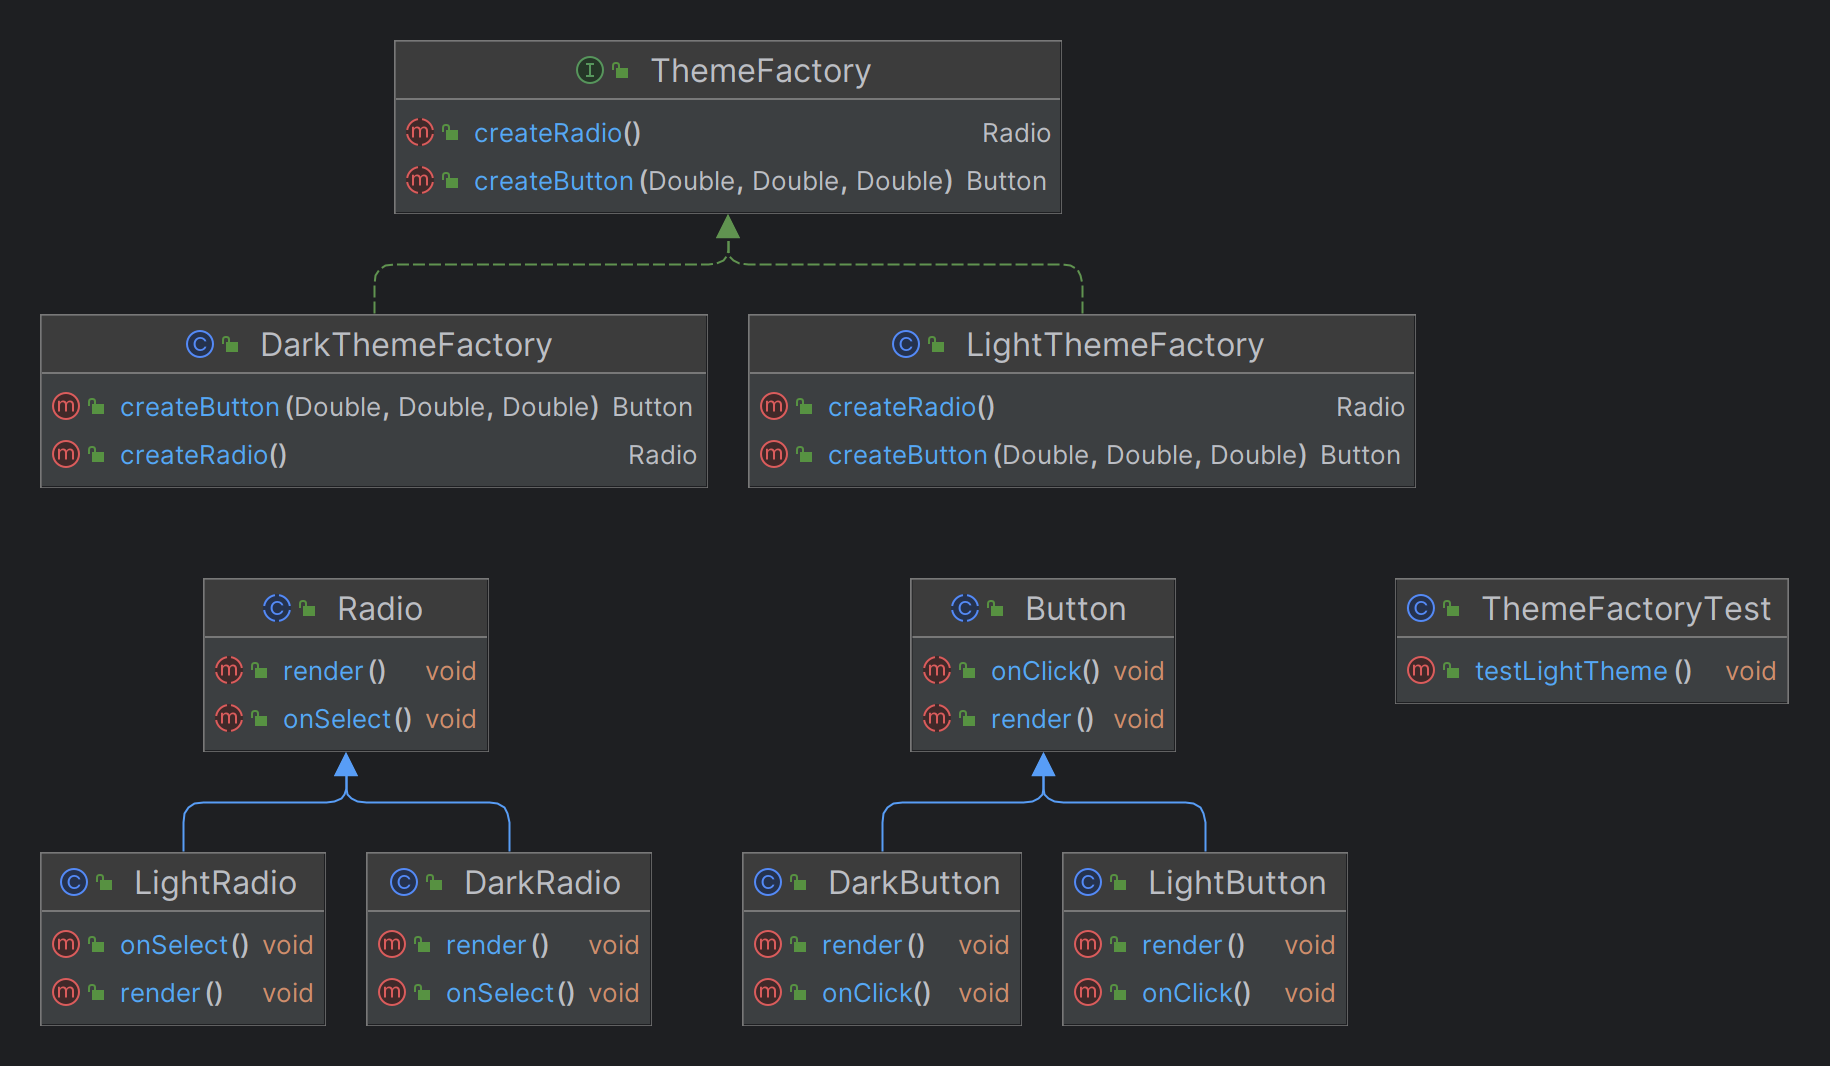 ThemeFactory
createRadio() Radio
createButton(Double, Double, Double) Button
DarkThemeFactory
createButton(Double, Double, Double) Button
createRadio() Radio
LightThemeFactory
createRadio() Radio
createButton(Double, Double, Double) Button
Radio
render() void
onSelect() void
Button
onClick() void
render() void
ThemeFactoryTest
testLightTheme() void
LightRadio
onSelect() void
render() void
DarkRadio
render() void
onSelect() void
DarkButton
render() void
onClick() void
LightButton
render() void
onClick() void